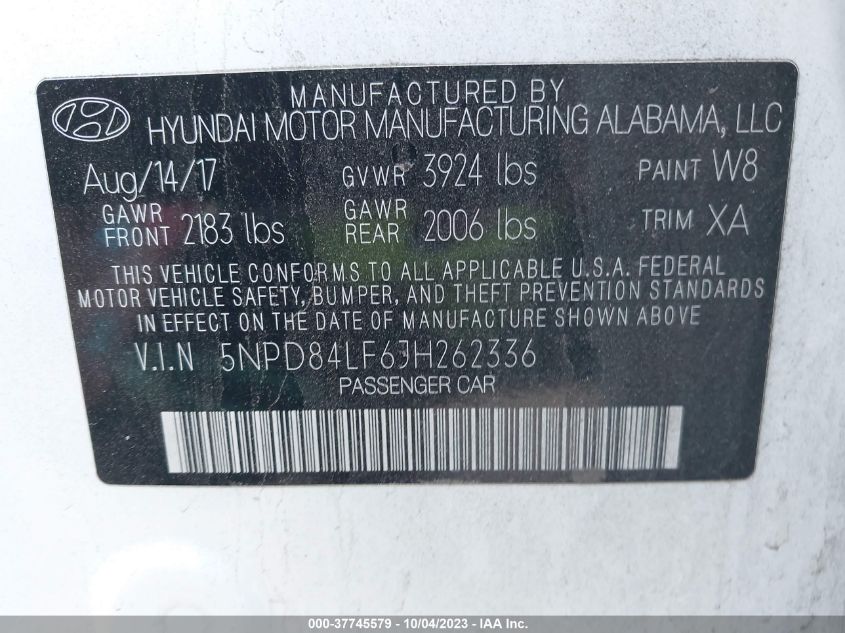 MANUFACTURED BY
HYUNDAI MOTOR MANUFACTURING ALABAMA, LLC
Aug/14/17 GVWR 3924 lbs PAINT W8
GAWR FRONT 2183 lbs GAWR REAR 2006 lbs TRIM XA
THIS VEHICLE CONFORMS TO ALL APPLICABLE U.S.A. FEDERAL
MOTOR VEHICLE SAFETY, BUMPER, AND THEFT PREVENTION STANDARDS
IN EFFECT ON THE DATE OF MANUFACTURE SHOWN ABOVE
V.I.N 5NPD84LF6JH262336
PASSENGER CAR
000-37745579 - 10/04/2023 - IAA Inc.